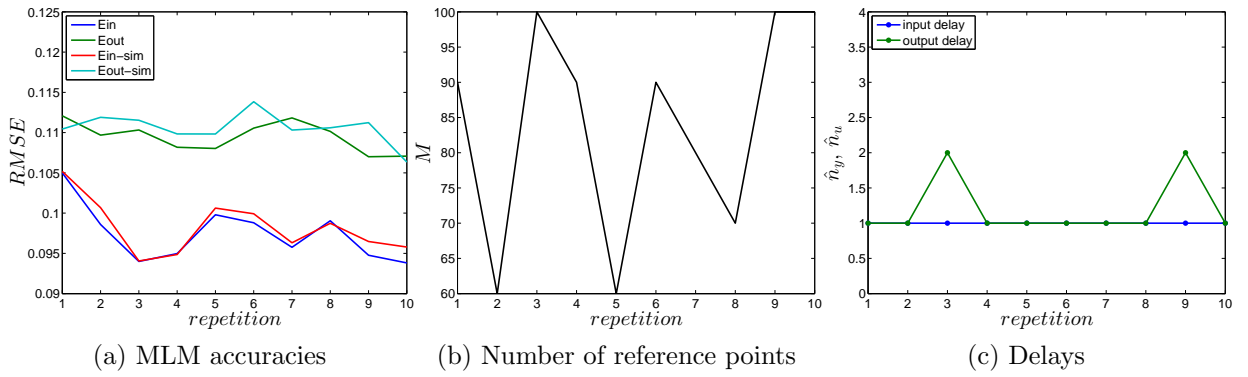 0.125
0.12
0.115
0.11
0.105
0.1
0.095
0.09
RMSE
Ein
Eout
Ein-sim
Eout-sim
1 2 3 4 5 6 7 8 9 10
repetition
(a) MLM accuracies
100
95
90
85
80
75
70
65
60
M
1 2 3 4 5 6 7 8 9 10
repetition
(b) Number of reference points
4
3.5
3
2.5
2
1.5
1
0.5
0
n̂_y, n̂_u
input delay
output delay
1 2 3 4 5 6 7 8 9 10
repetition
(c) Delays